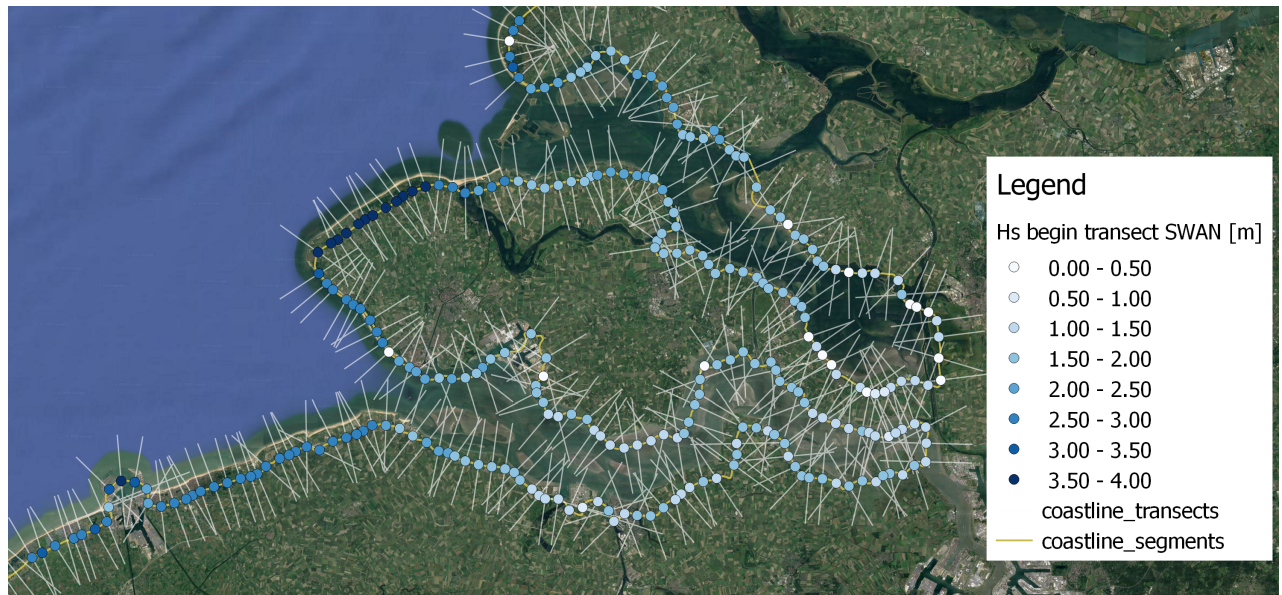 Legend
Hs begin transect SWAN [m]
0.00 - 0.50
0.50 - 1.00
1.00 - 1.50
1.50 - 2.00
2.00 - 2.50
2.50 - 3.00
3.00 - 3.50
3.50 - 4.00
coastline_transects
coastline_segments